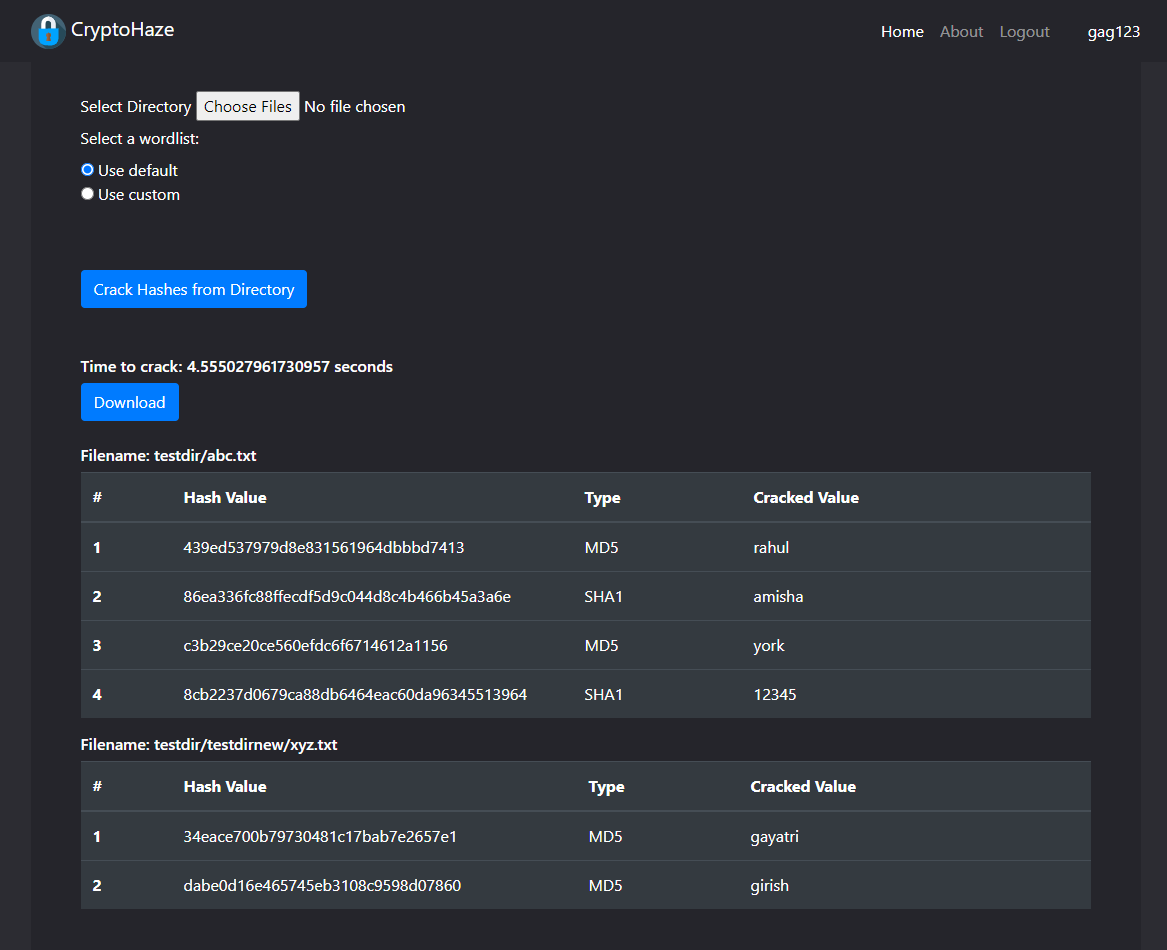 CryptoHaze Home About Logout gag123
Select Directory Choose Files No file chosen
Select a wordlist:
Use default
Use custom
Crack Hashes from Directory
Time to crack: 4.555027961730957 seconds
Download
Filename: testdir/abc.txt
# Hash Value Type Cracked Value
1 439ed537979d8e831561964dbbbd7413 MD5 rahul
2 86ea336fc88ffecdf5d9c044d8c4b466b45a3a6e SHA1 amisha
3 c3b29ce20ce560efdc6f6714612a1156 MD5 york
4 8cb2237d0679ca88db6464eac60da96345513964 SHA1 12345
Filename: testdir/testdirnew/xyz.txt
# Hash Value Type Cracked Value
1 34eace700b79730481c17bab7e2657e1 MD5 gayatri
2 dabe0d16e465745eb3108c9598d07860 MD5 girish